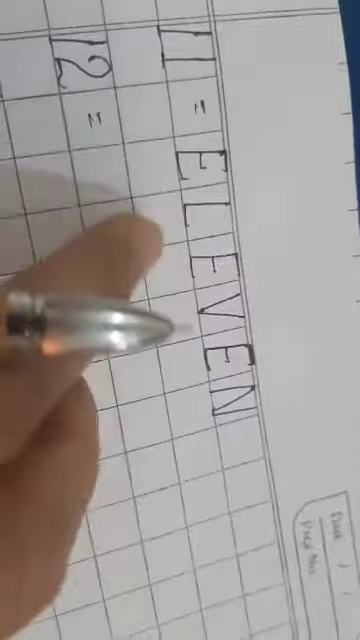 11 = ELEVEN
12 =
Date / /
Page No.